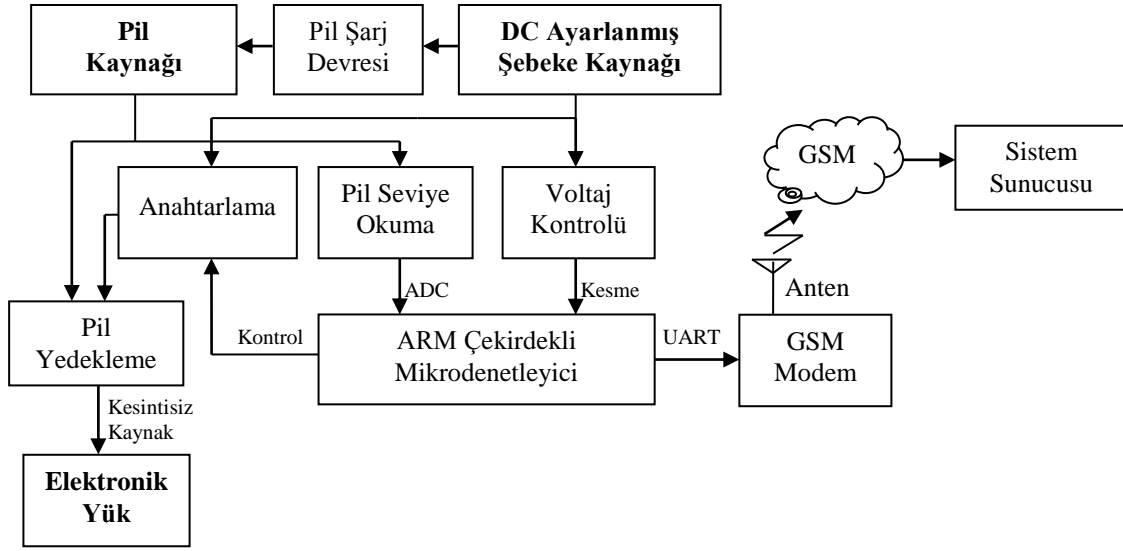 Pil
Kaynağı
Pil Şarj
Devresi
DC Ayarlanmış
Şebeke Kaynağı
GSM
Sistem
Sunucusu
Anahtarlama
Pil Seviye
Okuma
Voltaj
Kontrolü
ADC
Kesme
Anten
Pil
Yedekleme
Kontrol
ARM Çekirdekli
Mikrodenetleyici
UART
GSM
Modem
Kesintisiz
Kaynak
Elektronik
Yük